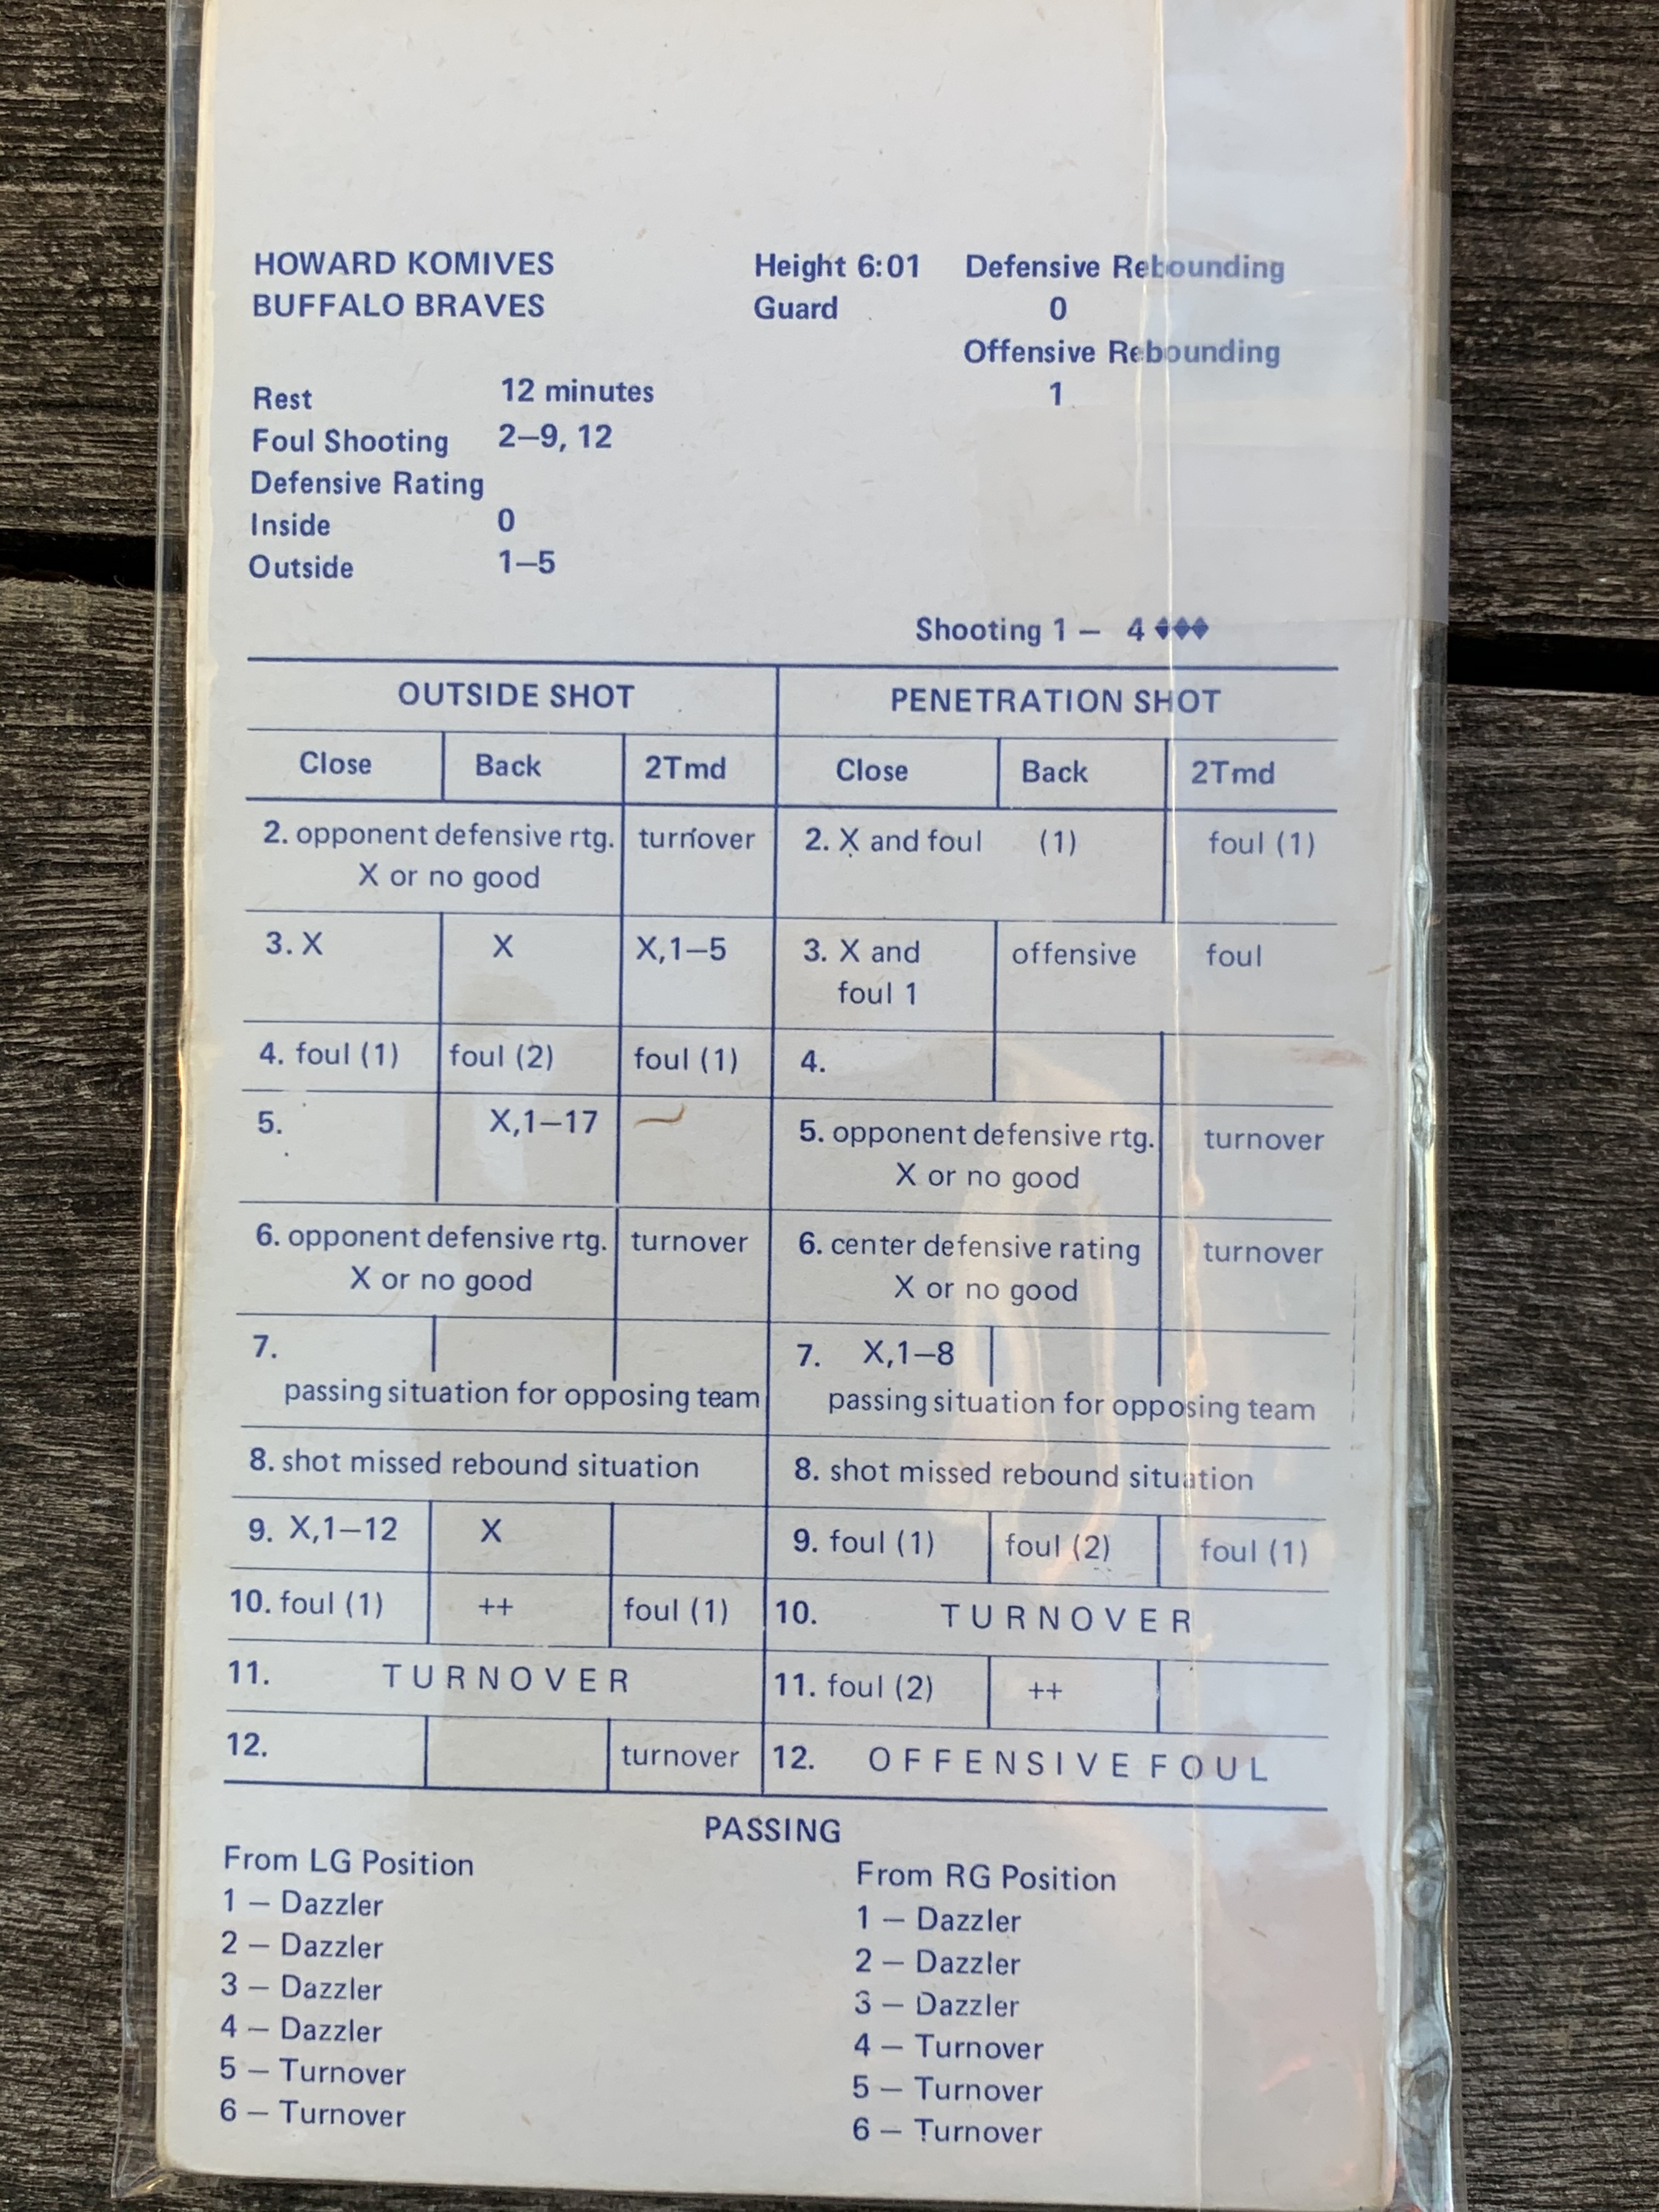 HOWARD KOMIVES Height 6:01 Defensive Rebounding
BUFFALO BRAVES Guard 0
Offensive Rebounding
Rest 12 minutes 1
Foul Shooting 2–9, 12
Defensive Rating
Inside 0
Outside 1–5
Shooting 1 – 4 ♦♦♦
OUTSIDE SHOT PENETRATION SHOT
Close Back 2Tmd Close Back 2Tmd
2. opponent defensive rtg. turnover 2. X and foul (1) foul (1)
X or no good
3. X X X,1–5 3. X and offensive foul
foul 1
4. foul (1) foul (2) foul (1) 4.
5. X,1–17 5. opponent defensive rtg. turnover
X or no good
6. opponent defensive rtg. turnover 6. center defensive rating turnover
X or no good X or no good
7. 7. X,1–8
passing situation for opposing team passing situation for opposing team
8. shot missed rebound situation 8. shot missed rebound situation
9. X,1–12 X 9. foul (1) foul (2) foul (1)
10. foul (1) ++ foul (1) 10. TURNOVER
11. TURNOVER 11. foul (2) ++
12. turnover 12. OFFENSIVE FOUL
PASSING
From LG Position From RG Position
1 – Dazzler 1 – Dazzler
2 – Dazzler 2 – Dazzler
3 – Dazzler 3 – Dazzler
4 – Dazzler 4 – Turnover
5 – Turnover 5 – Turnover
6 – Turnover 6 – Turnover